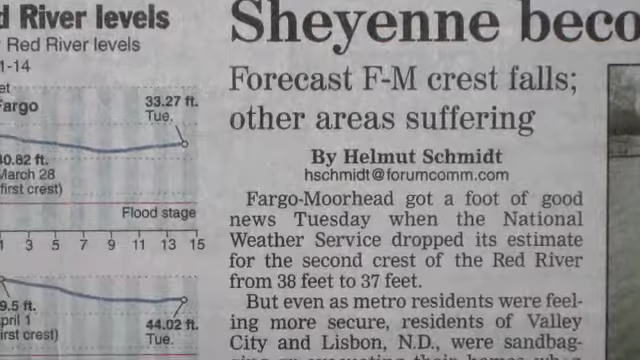 d River levels
Red River levels
1-14
Fargo
33.27 ft.
Tue.
40.82 ft.
March 28
first crest)
Flood stage
1 3 5 7 9 11 13 15
9.5 ft.
pril 1
irst crest)
44.02 ft.
Tue.
Sheyenne beco
Forecast F-M crest falls;
other areas suffering
By Helmut Schmidt
hschmidt@forumcomm.com
Fargo-Moorhead got a foot of good
news Tuesday when the National
Weather Service dropped its estimate
for the second crest of the Red River
from 38 feet to 37 feet.
But even as metro residents were feel-
ing more secure, residents of Valley
City and Lisbon, N.D., were sandbag-